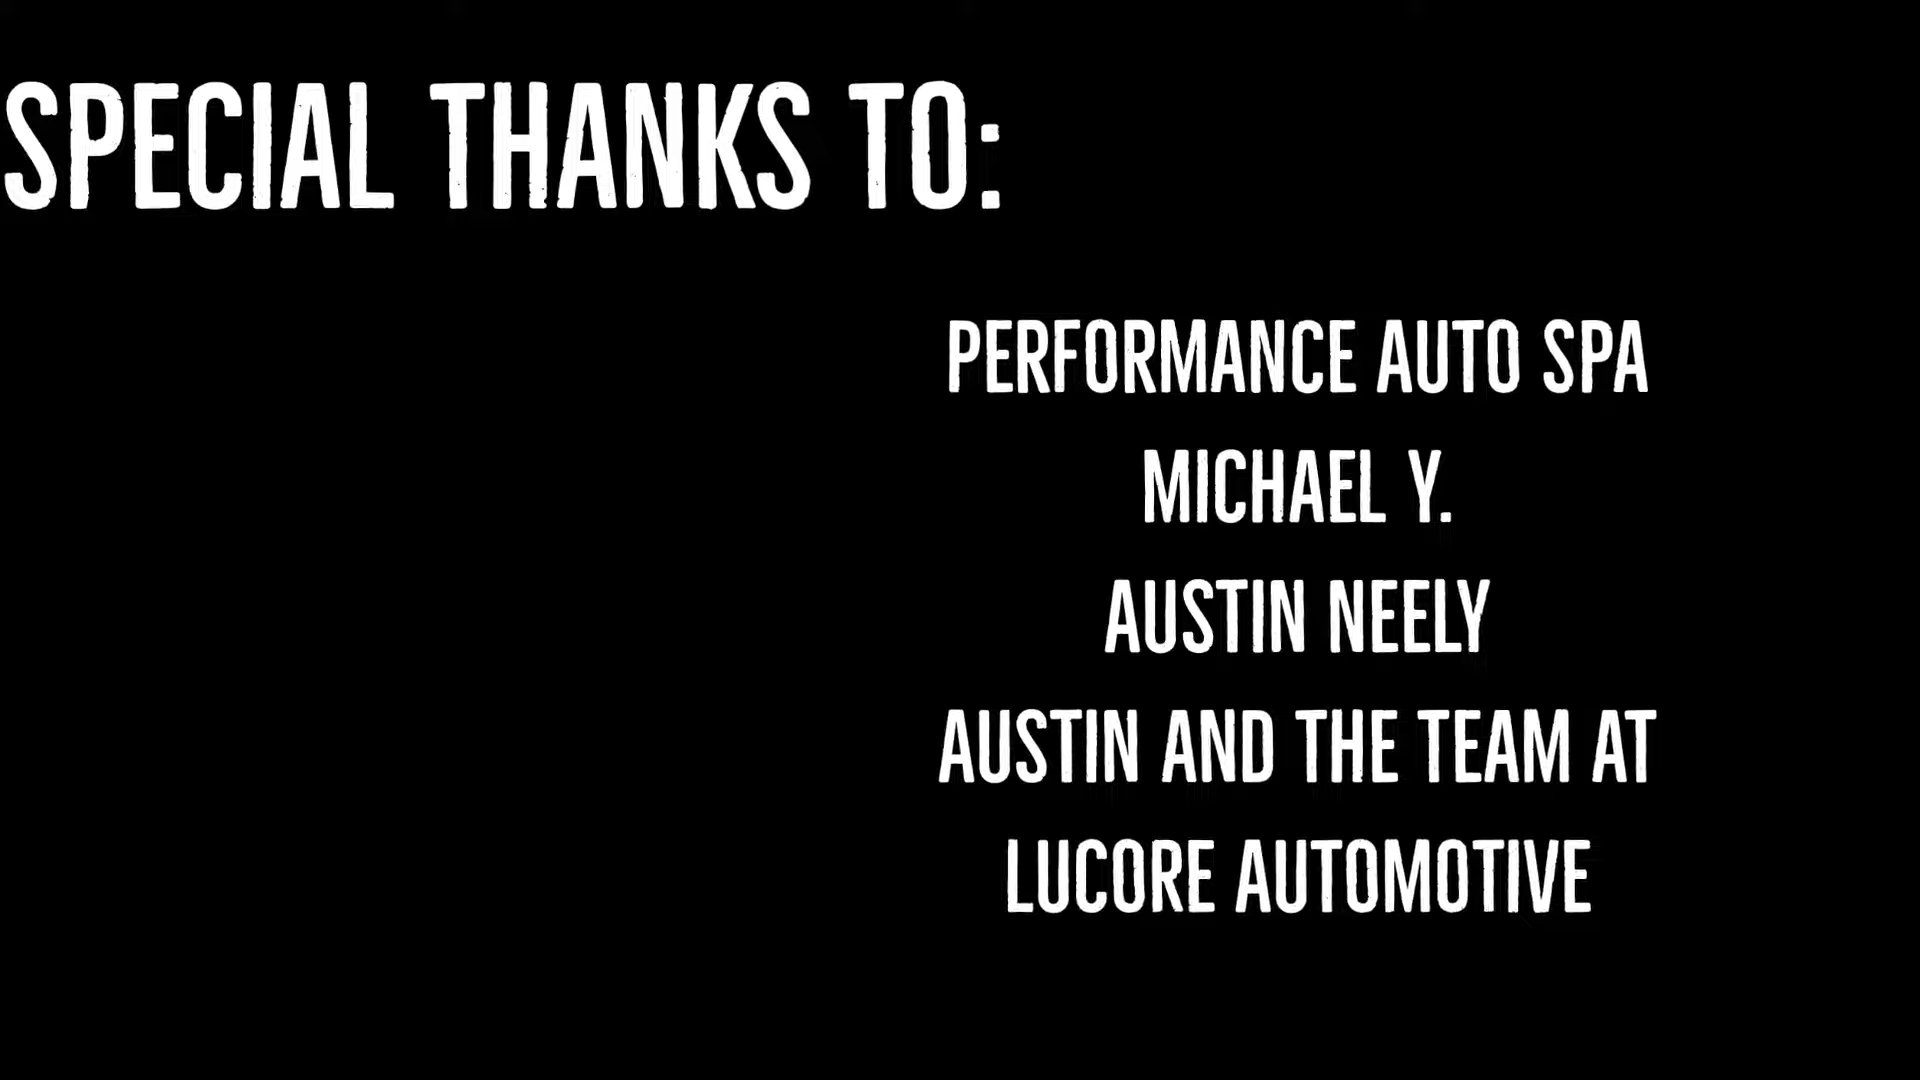 SPECIAL THANKS TO:
PERFORMANCE AUTO SPA
MICHAEL Y.
AUSTIN NEELY
AUSTIN AND THE TEAM AT
LUCORE AUTOMOTIVE